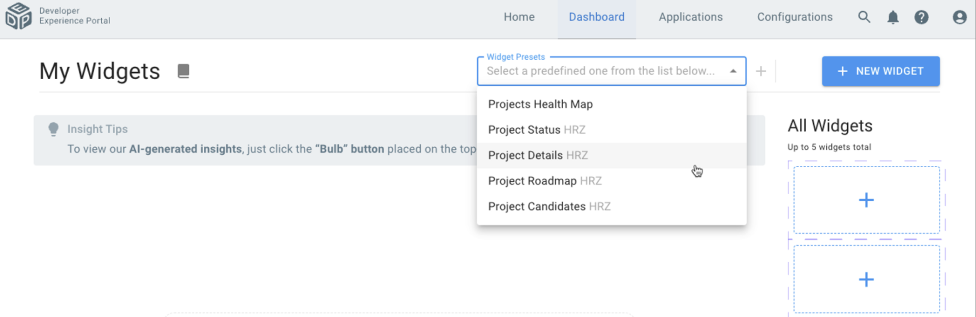 Developer
Experience Portal
Home
Dashboard
Applications
Configurations
My Widgets
Widget Presets
Select a predefined one from the list below...
+ NEW WIDGET
Projects Health Map
Project Status HRZ
Project Details HRZ
Project Roadmap HRZ
Project Candidates HRZ
Insight Tips
To view our AI-generated insights, just click the "Bulb" button placed on the top
All Widgets
Up to 5 widgets total